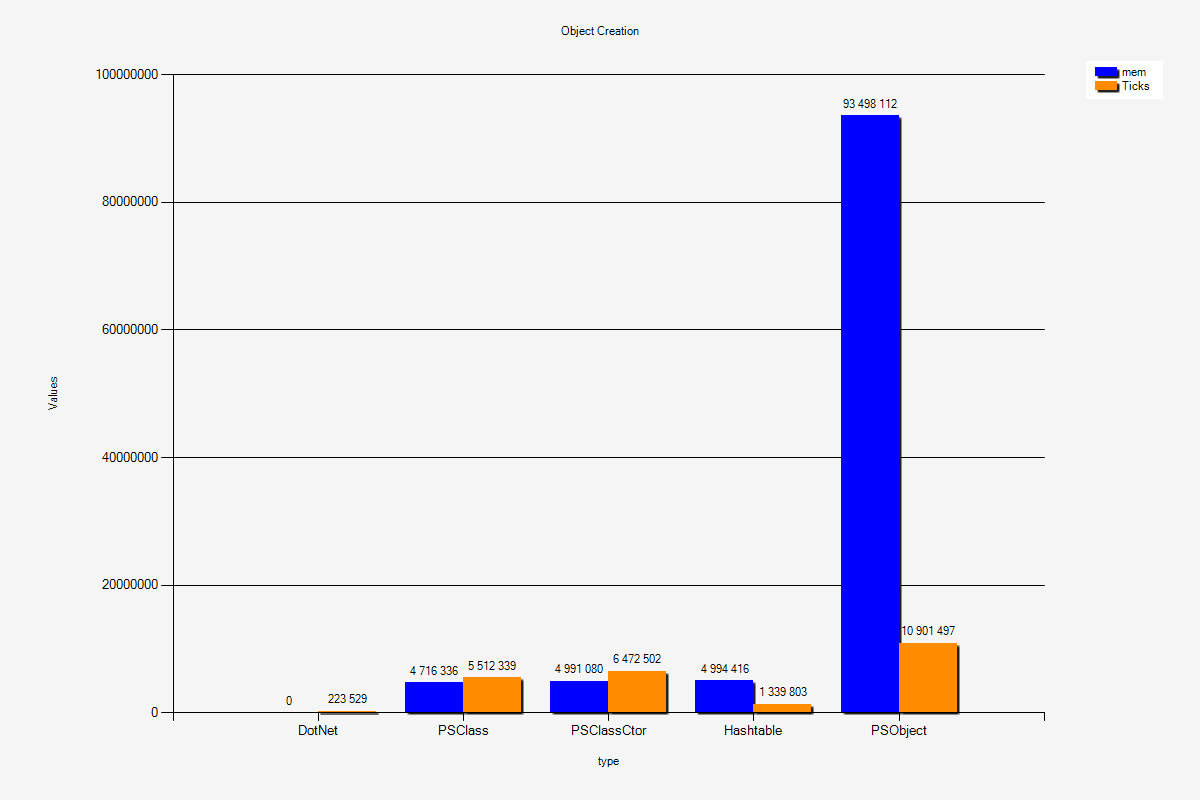 Object Creation
mem
Ticks
100000000
80000000
60000000
40000000
20000000
0
Values
0
223 529
4 716 336
5 512 339
4 991 080
6 472 502
4 994 416
1 339 803
93 498 112
10 901 497
DotNet
PSClass
PSClassCtor
Hashtable
PSObject
type